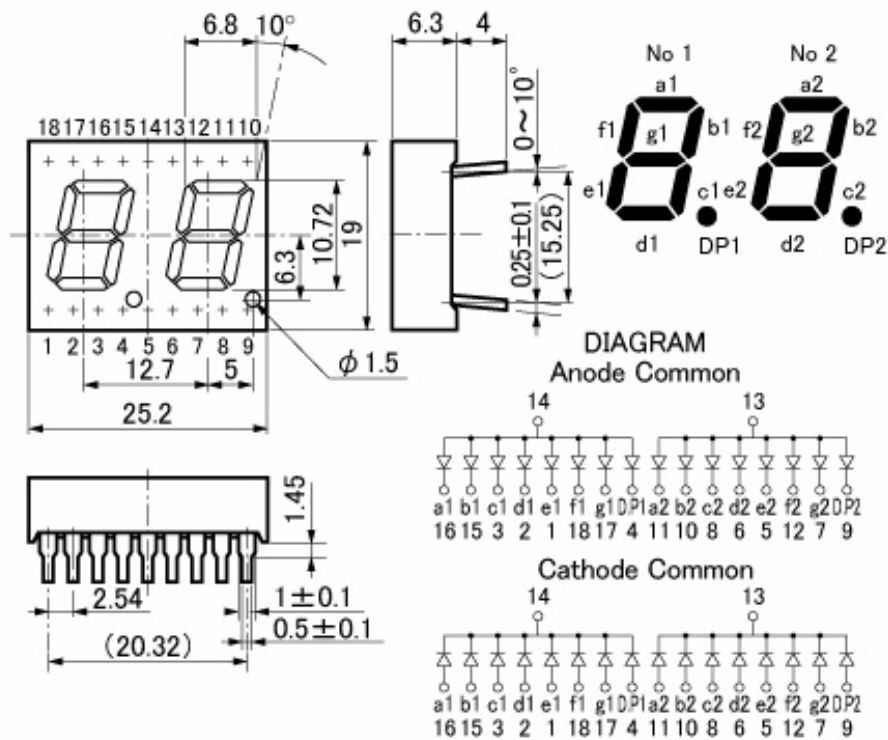 6.8 10°
18 17 16 15 14 13 12 11 10
10.72
19
6.3
1 2 3 4 5 6 7 8 9
12.7 5
φ 1.5
25.2
6.3 4
0~10°
0.25±0.1
(15.25)
No 1 No 2
a1 a2
f1 g1 b1 f2 g2 b2
e1 c1 e2 c2
d1 DP1 d2 DP2
DIAGRAM
Anode Common
14 13
a1 b1 c1 d1 e1 f1 g1 D.P1 a2 b2 c2 d2 e2 f2 g2 D.P2
16 15 3 2 1 18 17 4 11 10 8 6 5 12 7 9
Cathode Common
14 13
a1 b1 c1 d1 e1 f1 g1 D.P1 a2 b2 c2 d2 e2 f2 g2 D.P2
16 15 3 2 1 18 17 4 11 10 8 6 5 12 7 9
1.45
2.54 1±0.1
0.5±0.1
(20.32)